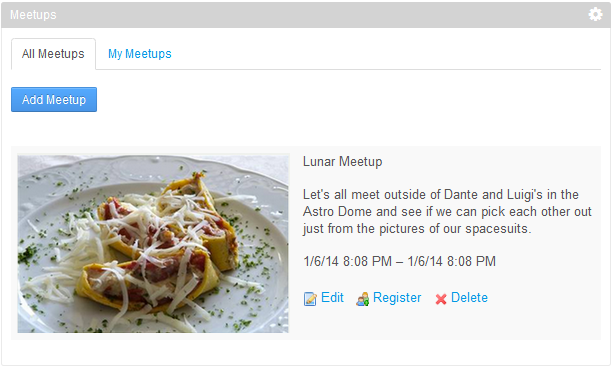 Meetups
All Meetups My Meetups
Add Meetup
Lunar Meetup
Let's all meet outside of Dante and Luigi's in the
Astro Dome and see if we can pick each other out
just from the pictures of our spacesuits.
1/6/14 8:08 PM – 1/6/14 8:08 PM
Edit Register Delete